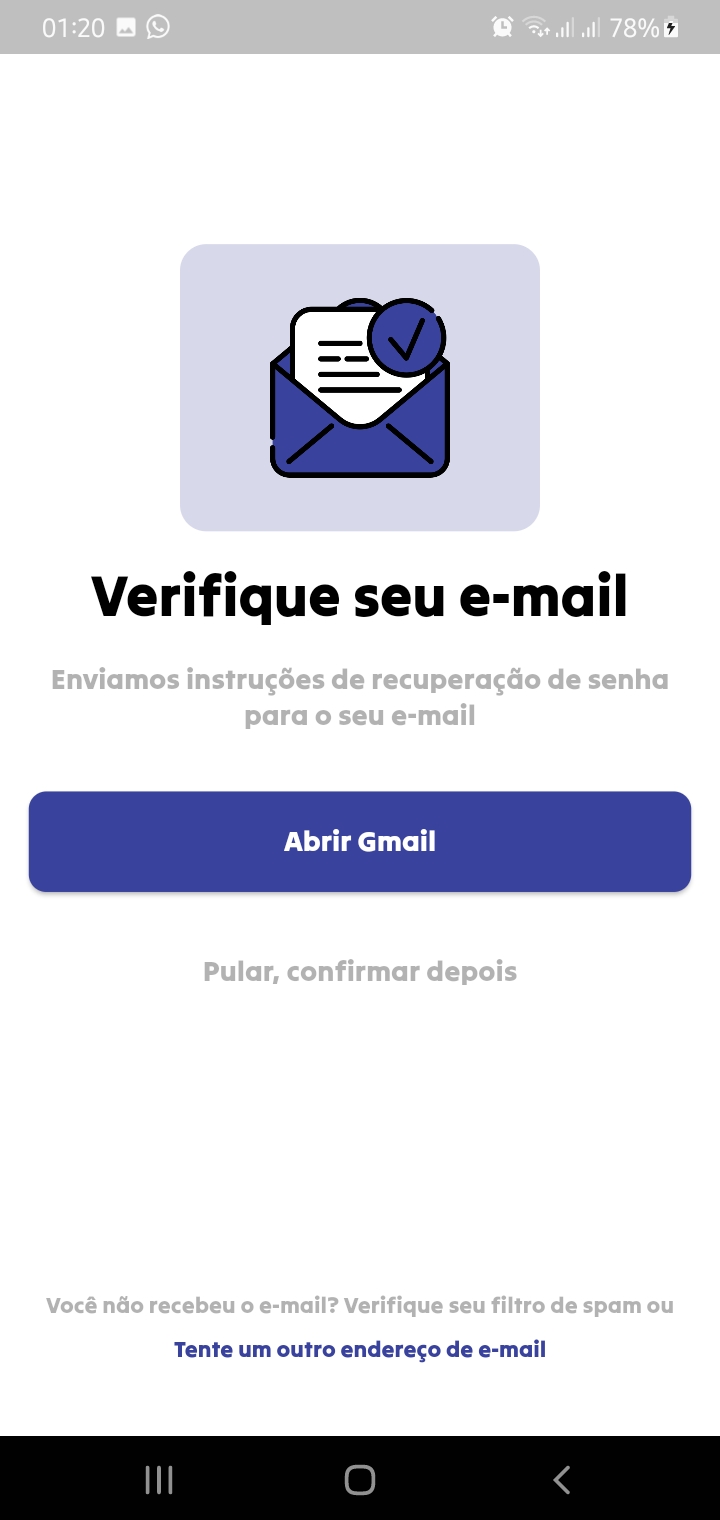 01:20 78%
Verifique seu e-mail
Enviamos instruções de recuperação de senha
para o seu e-mail
Abrir Gmail
Pular, confirmar depois
Você não recebeu o e-mail? Verifique seu filtro de spam ou
Tente um outro endereço de e-mail